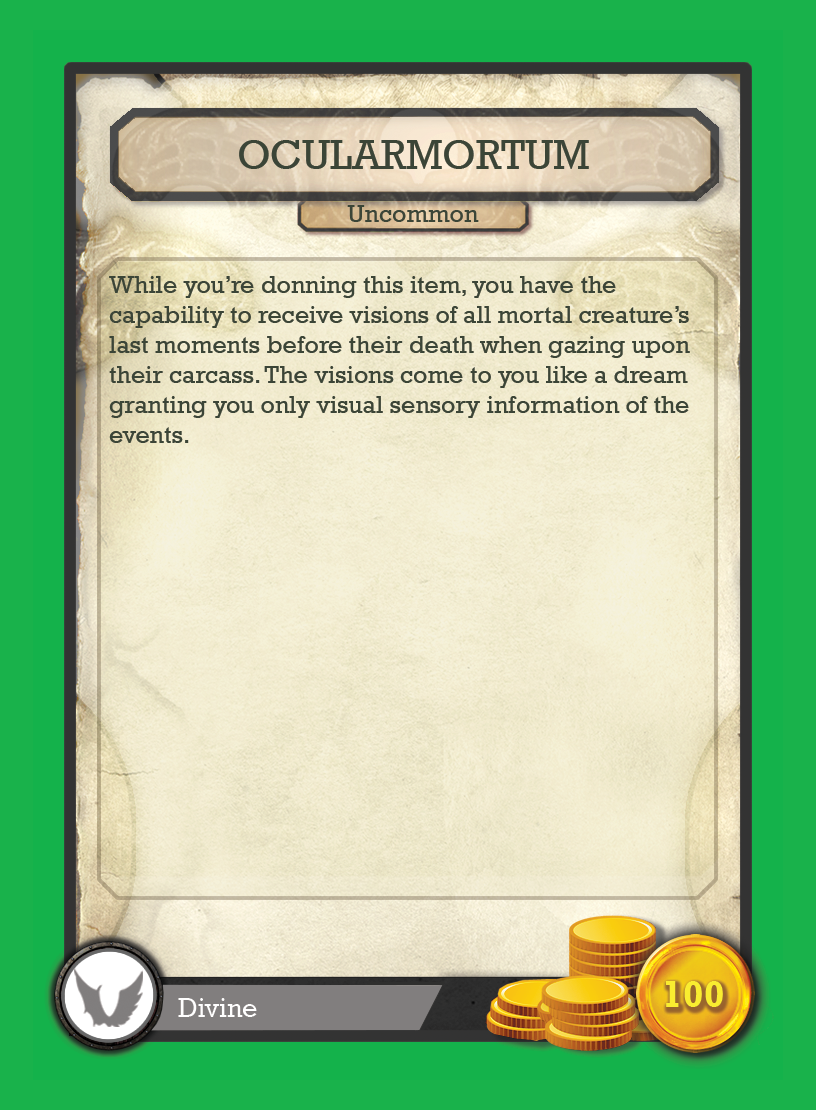 OCULARMORTUM
Uncommon
While you’re donning this item, you have the
capability to receive visions of all mortal creature’s
last moments before their death when gazing upon
their carcass. The visions come to you like a dream
granting you only visual sensory information of the
events.
Divine
100